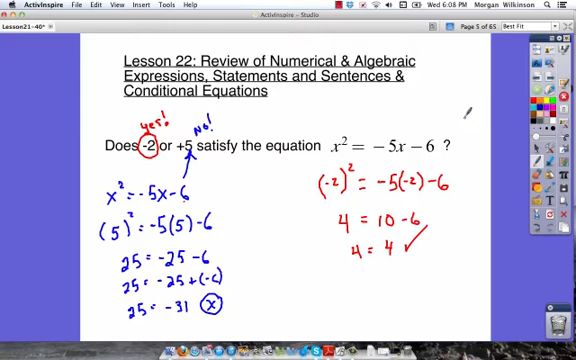 ActivInspire File Edit View Insert Tools Help
Wed 6:08 PM Morgan Wilkinson
ActivInspire – Studio
Lesson21-40*
Page 5 of 65 Best Fit
Lesson 22: Review of Numerical & Algebraic
Expressions, Statements and Sentences &
Conditional Equations
yes! No!
Does -2 or +5 satisfy the equation x² = −5x − 6 ?
x² = -5x - 6
(5)² = -5(5) - 6
25 = -25 - 6
25 = -25 + (-6)
25 = -31 x
(-2)² = -5(-2) - 6
4 = 10 - 6
4 = 4 ✓